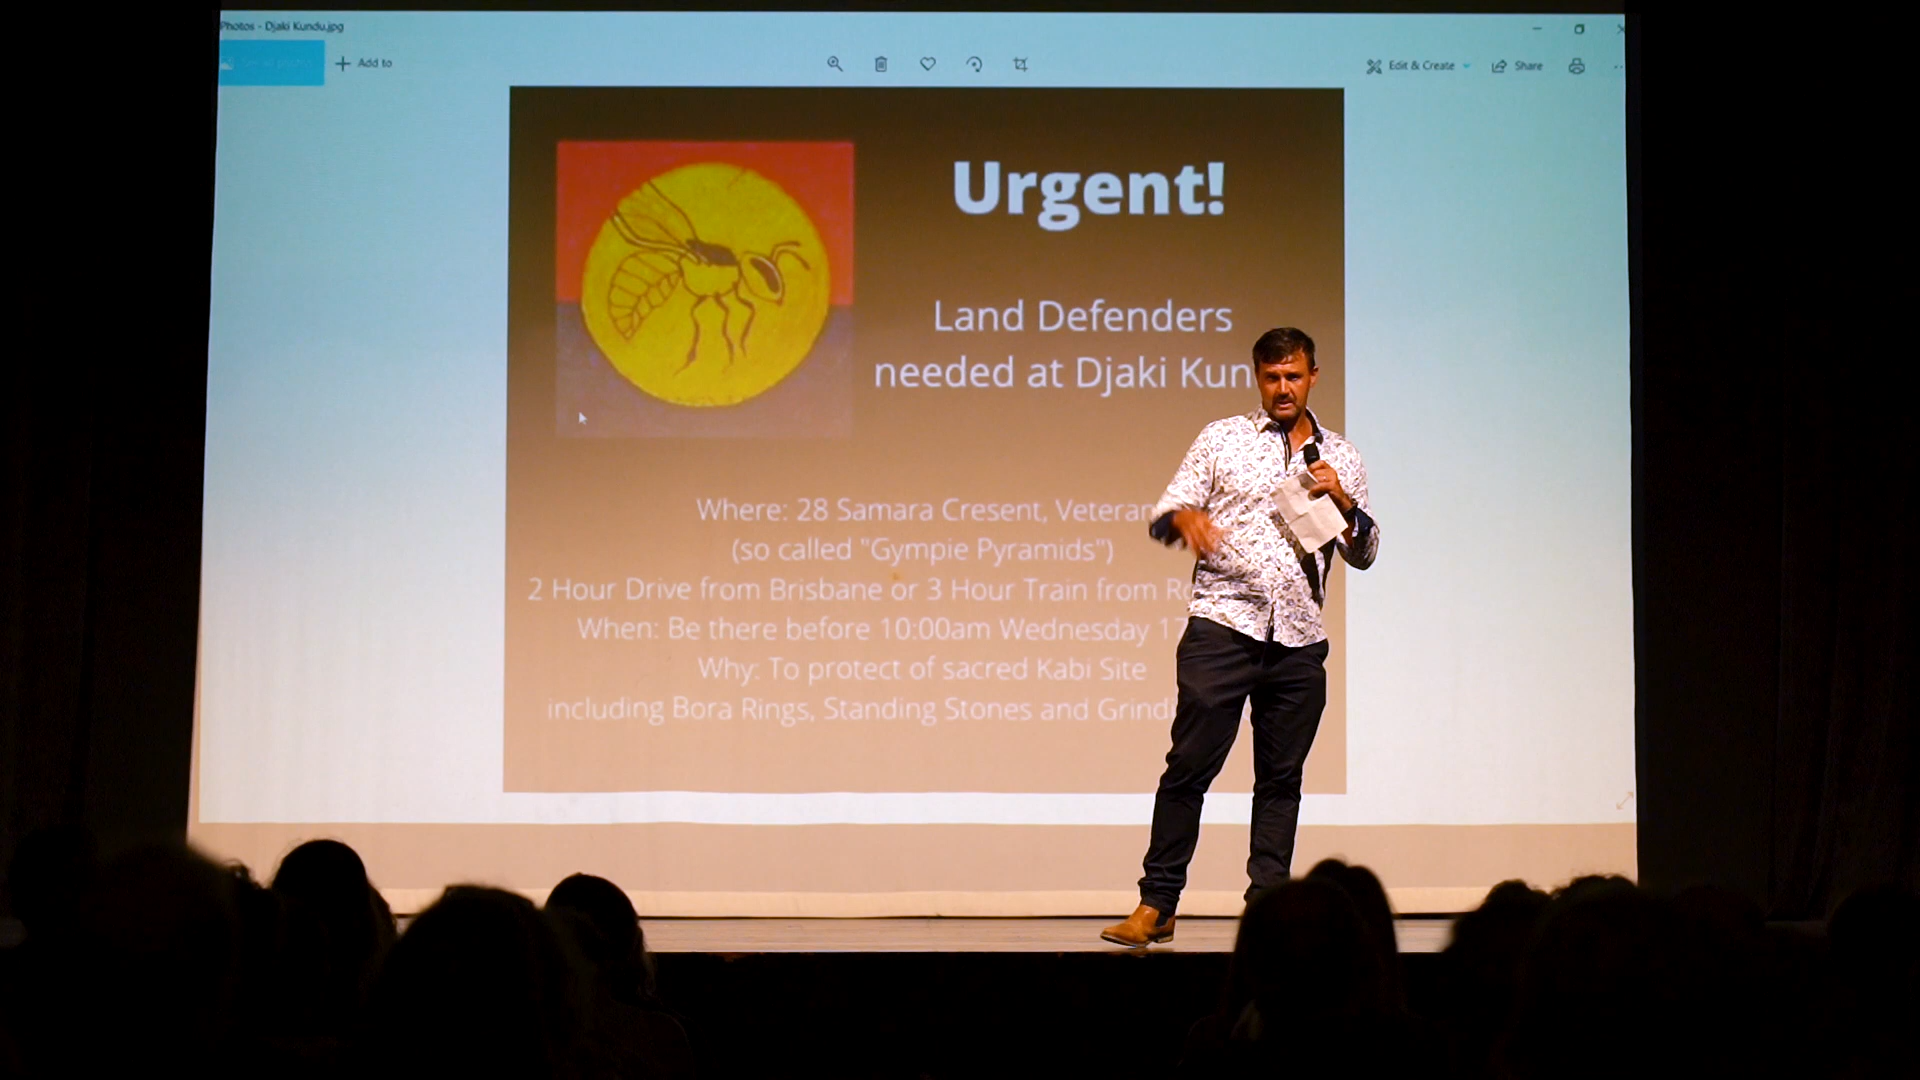 Photos - Djaki Kundu.jpg
Add to
Edit & Create
Share
Urgent!
Land Defenders
needed at Djaki Kun
Where: 28 Samara Cresent, Veteran
(so called "Gympie Pyramids")
2 Hour Drive from Brisbane or 3 Hour Train from Ro
When: Be there before 10:00am Wednesday 17
Why: To protect of sacred Kabi Site
including Bora Rings, Standing Stones and Grindi